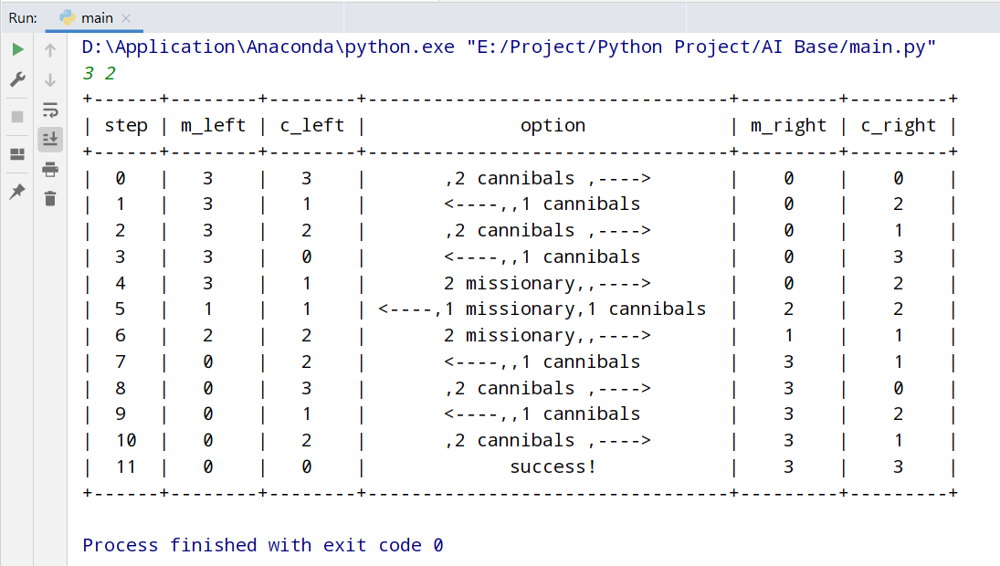 Run: main ×
D:\Application\Anaconda\python.exe "E:/Project/Python Project/AI Base/main.py"
3 2
+------+--------+--------+---------------------------------+---------+---------+
| step | m_left | c_left |              option             | m_right | c_right |
+------+--------+--------+---------------------------------+---------+---------+
|  0   |   3    |   3    |       ,2 cannibals ,---->       |    0    |    0    |
|  1   |   3    |   1    |       <----,,1 cannibals        |    0    |    2    |
|  2   |   3    |   2    |       ,2 cannibals ,---->       |    0    |    1    |
|  3   |   3    |   0    |       <----,,1 cannibals        |    0    |    3    |
|  4   |   3    |   1    |       2 missionary,,---->       |    0    |    2    |
|  5   |   1    |   1    | <----,1 missionary,1 cannibals  |    2    |    2    |
|  6   |   2    |   2    |       2 missionary,,---->       |    1    |    1    |
|  7   |   0    |   2    |       <----,,1 cannibals        |    3    |    1    |
|  8   |   0    |   3    |       ,2 cannibals ,---->       |    3    |    0    |
|  9   |   0    |   1    |       <----,,1 cannibals        |    3    |    2    |
|  10  |   0    |   2    |       ,2 cannibals ,---->       |    3    |    1    |
|  11  |   0    |   0    |             success!            |    3    |    3    |
+------+--------+--------+---------------------------------+---------+---------+
Process finished with exit code 0